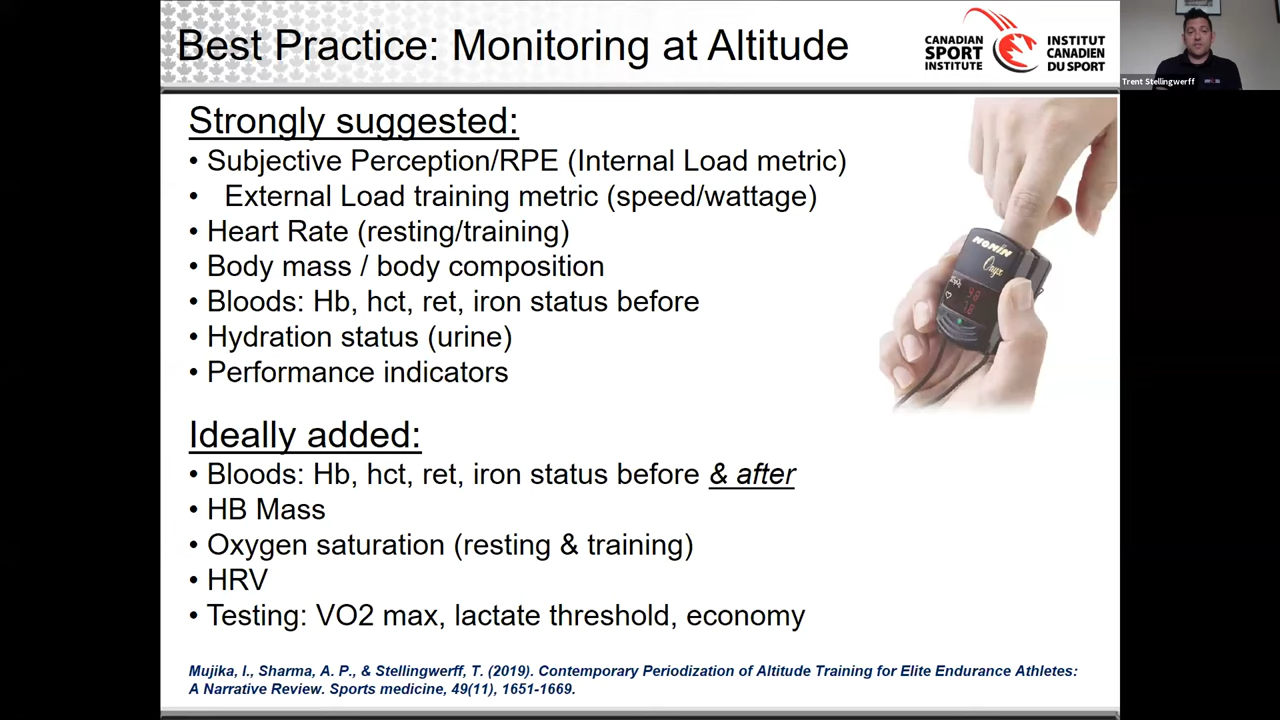 Best Practice: Monitoring at Altitude
CANADIAN
SPORT
INSTITUTE
INSTITUT
CANADIEN
DU SPORT
Trent Stellingwerff
Strongly suggested:
• Subjective Perception/RPE (Internal Load metric)
• External Load training metric (speed/wattage)
• Heart Rate (resting/training)
• Body mass / body composition
• Bloods: Hb, hct, ret, iron status before
• Hydration status (urine)
• Performance indicators
NONIN
Onyx
Ideally added:
• Bloods: Hb, hct, ret, iron status before & after
• HB Mass
• Oxygen saturation (resting & training)
• HRV
• Testing: VO2 max, lactate threshold, economy
Mujika, I., Sharma, A. P., & Stellingwerff, T. (2019). Contemporary Periodization of Altitude Training for Elite Endurance Athletes:
A Narrative Review. Sports medicine, 49(11), 1651-1669.